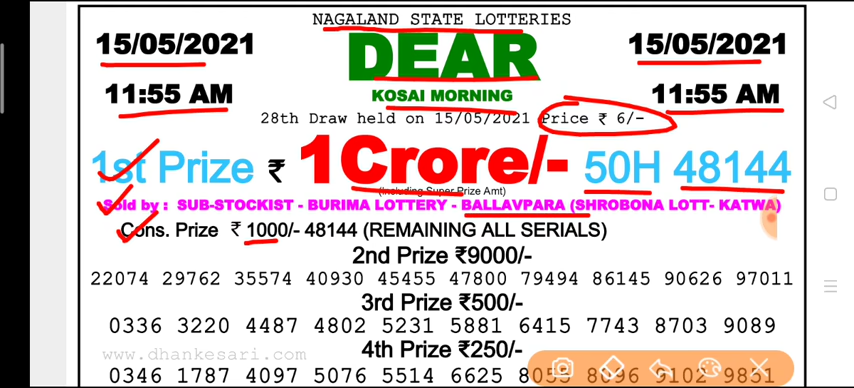 NAGALAND STATE LOTTERIES
15/05/2021 DEAR 15/05/2021
11:55 AM KOSAI MORNING 11:55 AM
28th Draw held on 15/05/2021 Price ₹ 6/-
1st Prize ₹ 1Crore/- 50H 48144
(Including Super Prize Amt)
Sold by : SUB-STOCKIST - BURIMA LOTTERY - BALLAVPARA (SHROBONA LOTT- KATWA)
Cons. Prize ₹ 1000/- 48144 (REMAINING ALL SERIALS)
2nd Prize ₹9000/-
22074 29762 35574 40930 45455 47800 79494 86145 90626 97011
3rd Prize ₹500/-
0336 3220 4487 4802 5231 5881 6415 7743 8703 9089
www.dhankesari.com
4th Prize ₹250/-
0346 1787 4097 5076 5514 6625